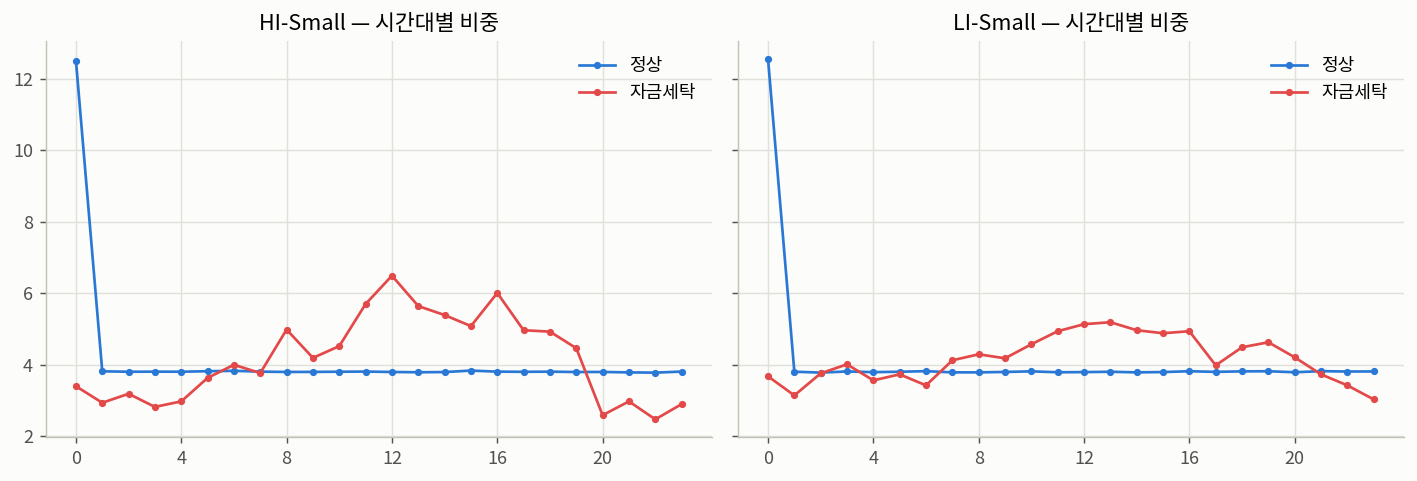 HI-Small — 시간대별 비중
정상
자금세탁
12
10
8
6
4
2
0 4 8 12 16 20
LI-Small — 시간대별 비중
정상
자금세탁
0 4 8 12 16 20